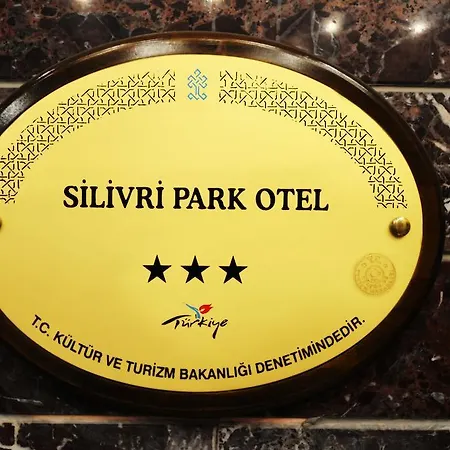 SİLİVRİ PARK OTEL
★★★
Türkiye
T.C. KÜLTÜR VE TURİZM BAKANLIĞI DENETİMİNDEDİR.